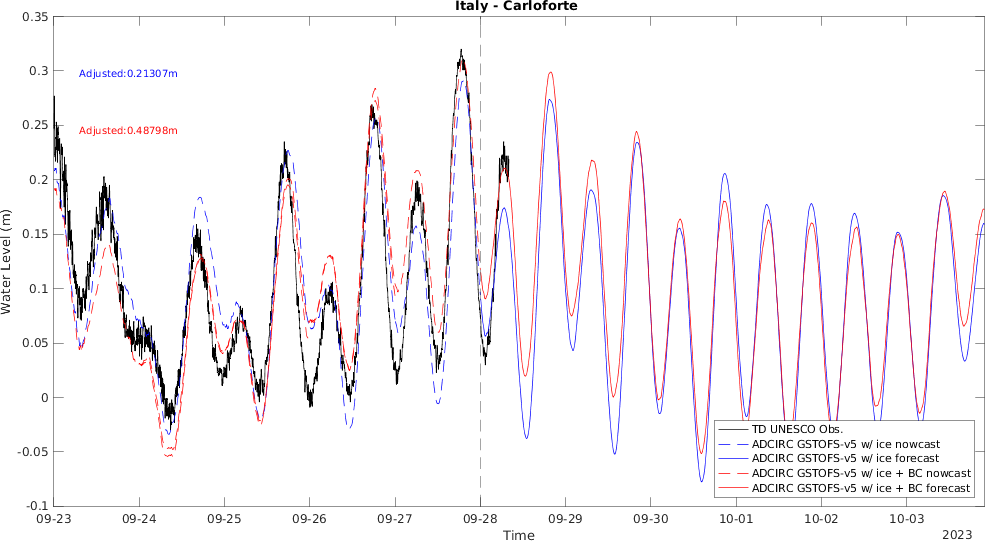 Italy - Carloforte
0.35
0.3
0.25
0.2
0.15
0.1
0.05
0
-0.05
-0.1
Water Level (m)
Adjusted:0.21307m
Adjusted:0.48798m
TD UNESCO Obs.
ADCIRC GSTOFS-v5 w/ ice nowcast
ADCIRC GSTOFS-v5 w/ ice forecast
ADCIRC GSTOFS-v5 w/ ice + BC nowcast
ADCIRC GSTOFS-v5 w/ ice + BC forecast
09-23 09-24 09-25 09-26 09-27 09-28 09-29 09-30 10-01 10-02 10-03
Time
2023